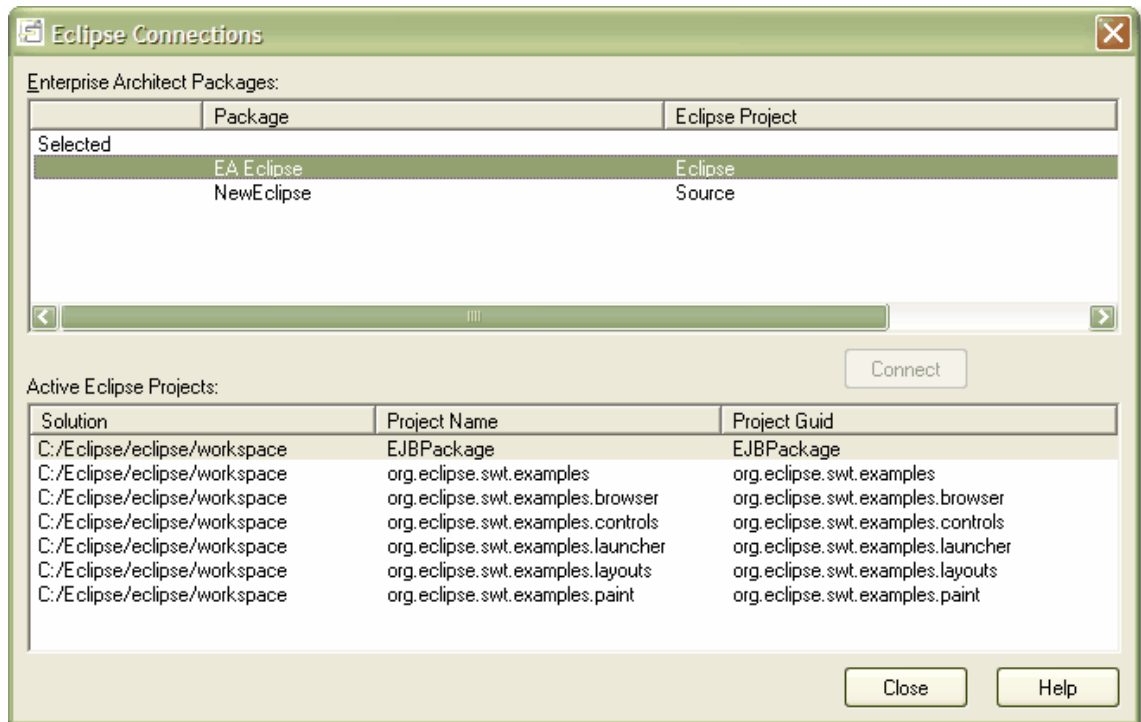 Eclipse Connections
Enterprise Architect Packages:
Package Eclipse Project
Selected
EA Eclipse Eclipse
NewEclipse Source
Connect
Active Eclipse Projects:
Solution Project Name Project Guid
C:/Eclipse/eclipse/workspace EJBPackage EJBPackage
C:/Eclipse/eclipse/workspace org.eclipse.swt.examples org.eclipse.swt.examples
C:/Eclipse/eclipse/workspace org.eclipse.swt.examples.browser org.eclipse.swt.examples.browser
C:/Eclipse/eclipse/workspace org.eclipse.swt.examples.controls org.eclipse.swt.examples.controls
C:/Eclipse/eclipse/workspace org.eclipse.swt.examples.launcher org.eclipse.swt.examples.launcher
C:/Eclipse/eclipse/workspace org.eclipse.swt.examples.layouts org.eclipse.swt.examples.layouts
C:/Eclipse/eclipse/workspace org.eclipse.swt.examples.paint org.eclipse.swt.examples.paint
Close Help